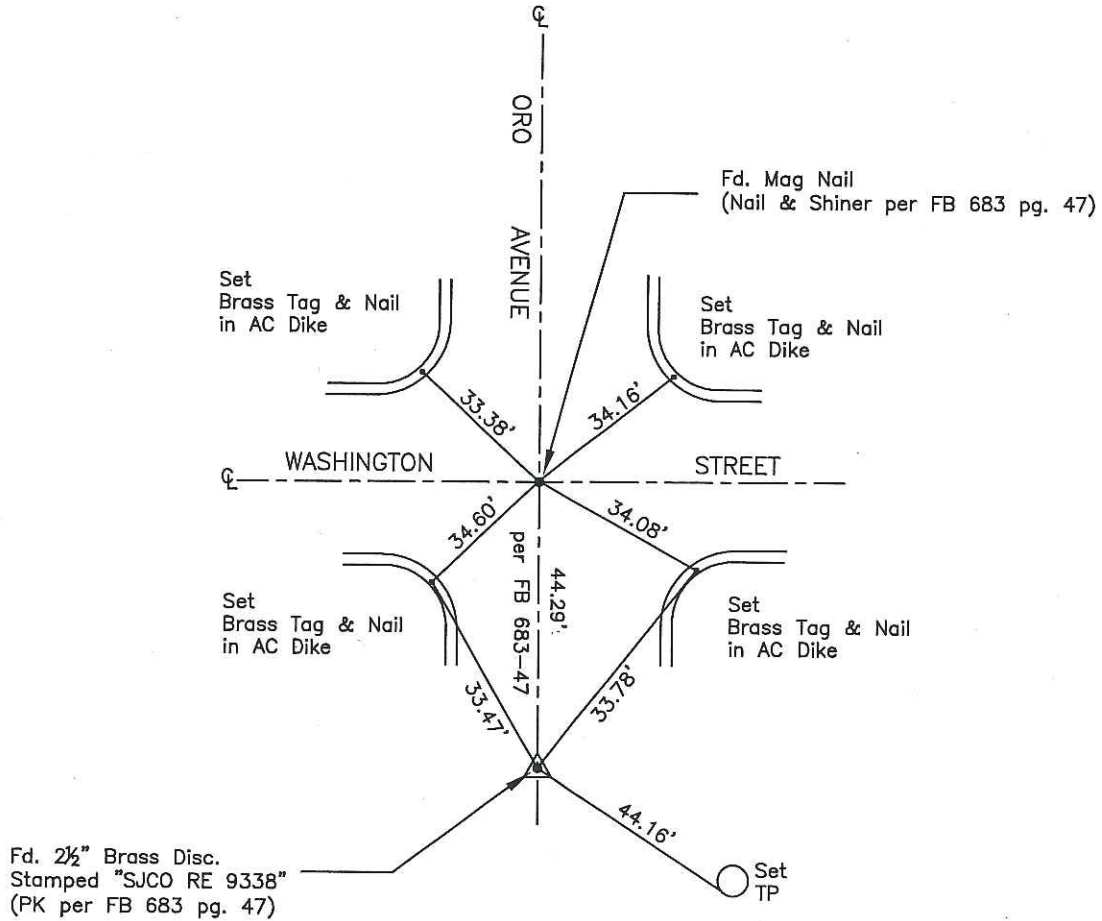 ℄
ORO AVENUE
Fd. Mag Nail
(Nail & Shiner per FB 683 pg. 47)
Set
Brass Tag & Nail
in AC Dike
Set
Brass Tag & Nail
in AC Dike
33.38'
34.16'
℄
WASHINGTON STREET
34.60'
34.08'
44.29'
per FB 683-47
Set
Brass Tag & Nail
in AC Dike
Set
Brass Tag & Nail
in AC Dike
33.47'
33.78'
44.16'
Set
TP
Fd. 2½" Brass Disc.
Stamped "SJCO RE 9338"
(PK per FB 683 pg. 47)